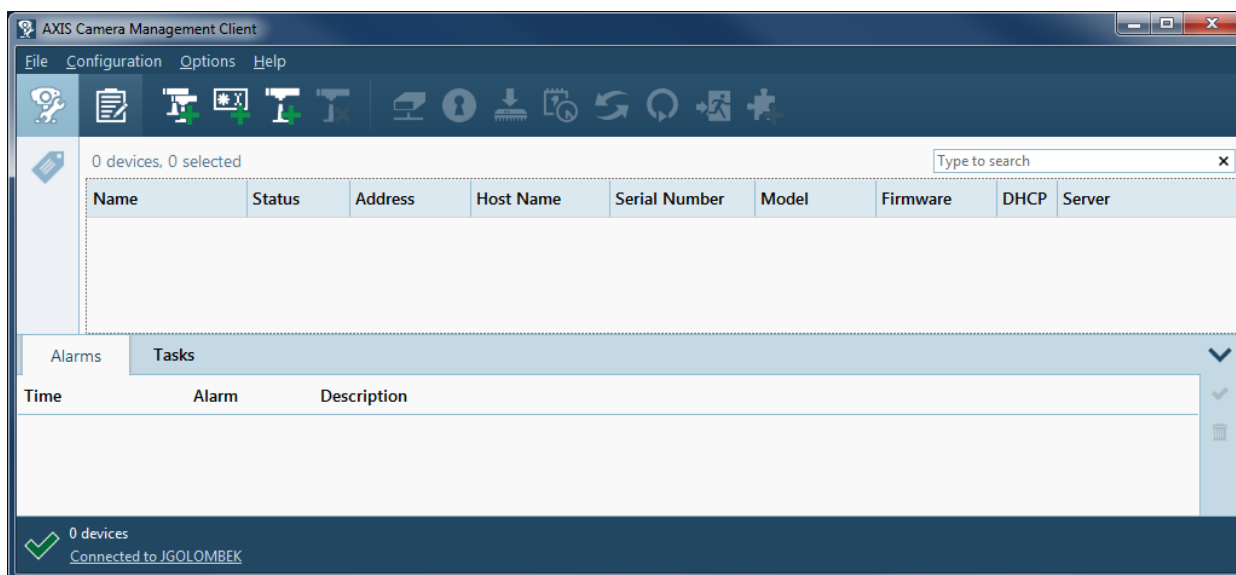 AXIS Camera Management Client
File Configuration Options Help
0 devices, 0 selected
Type to search
Name Status Address Host Name Serial Number Model Firmware DHCP Server
Alarms Tasks
Time Alarm Description
0 devices
Connected to JGOLOMBEK